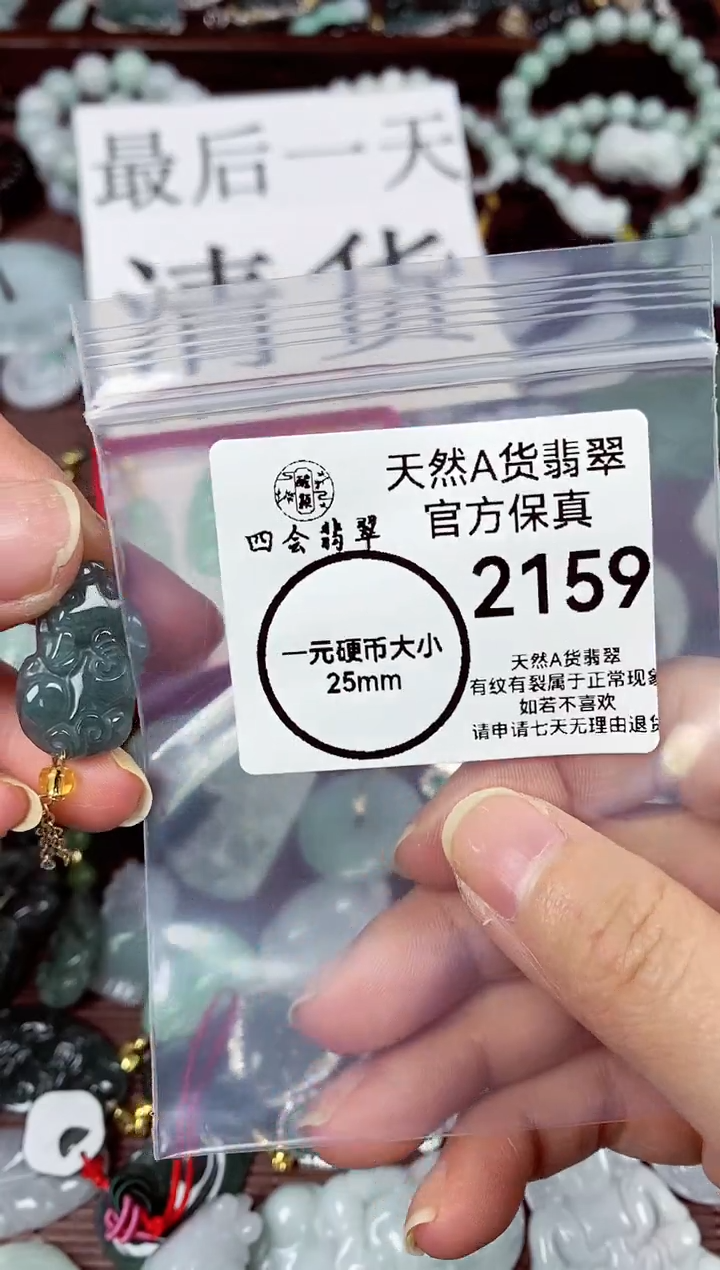 最后一天
清货
四会翡翠
天然A货翡翠
官方保真
2159
一元硬币大小
25mm
天然A货翡翠
有纹有裂属于正常现象
如若不喜欢
请申请七天无理由退货